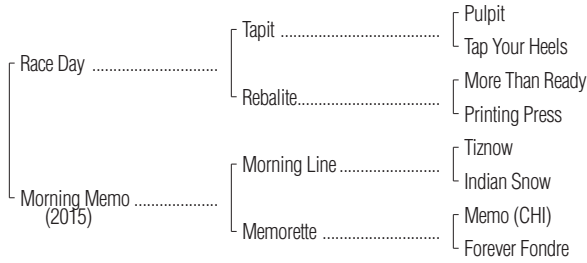 Pulpit
Tapit ........................
Tap Your Heels
Race Day ........................
More Than Ready
Rebalite........................
Printing Press
Tiznow
Morning Line ....................
Indian Snow
Morning Memo ................
(2015)
Memo (CHI)
Memorette ........................
Forever Fondre